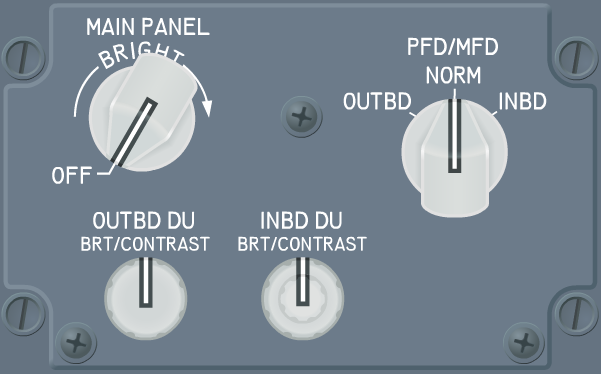 MAIN PANEL
BRIGHT
OFF
PFD/MFD
NORM
OUTBD
INBD
OUTBD DU
BRT/CONTRAST
INBD DU
BRT/CONTRAST